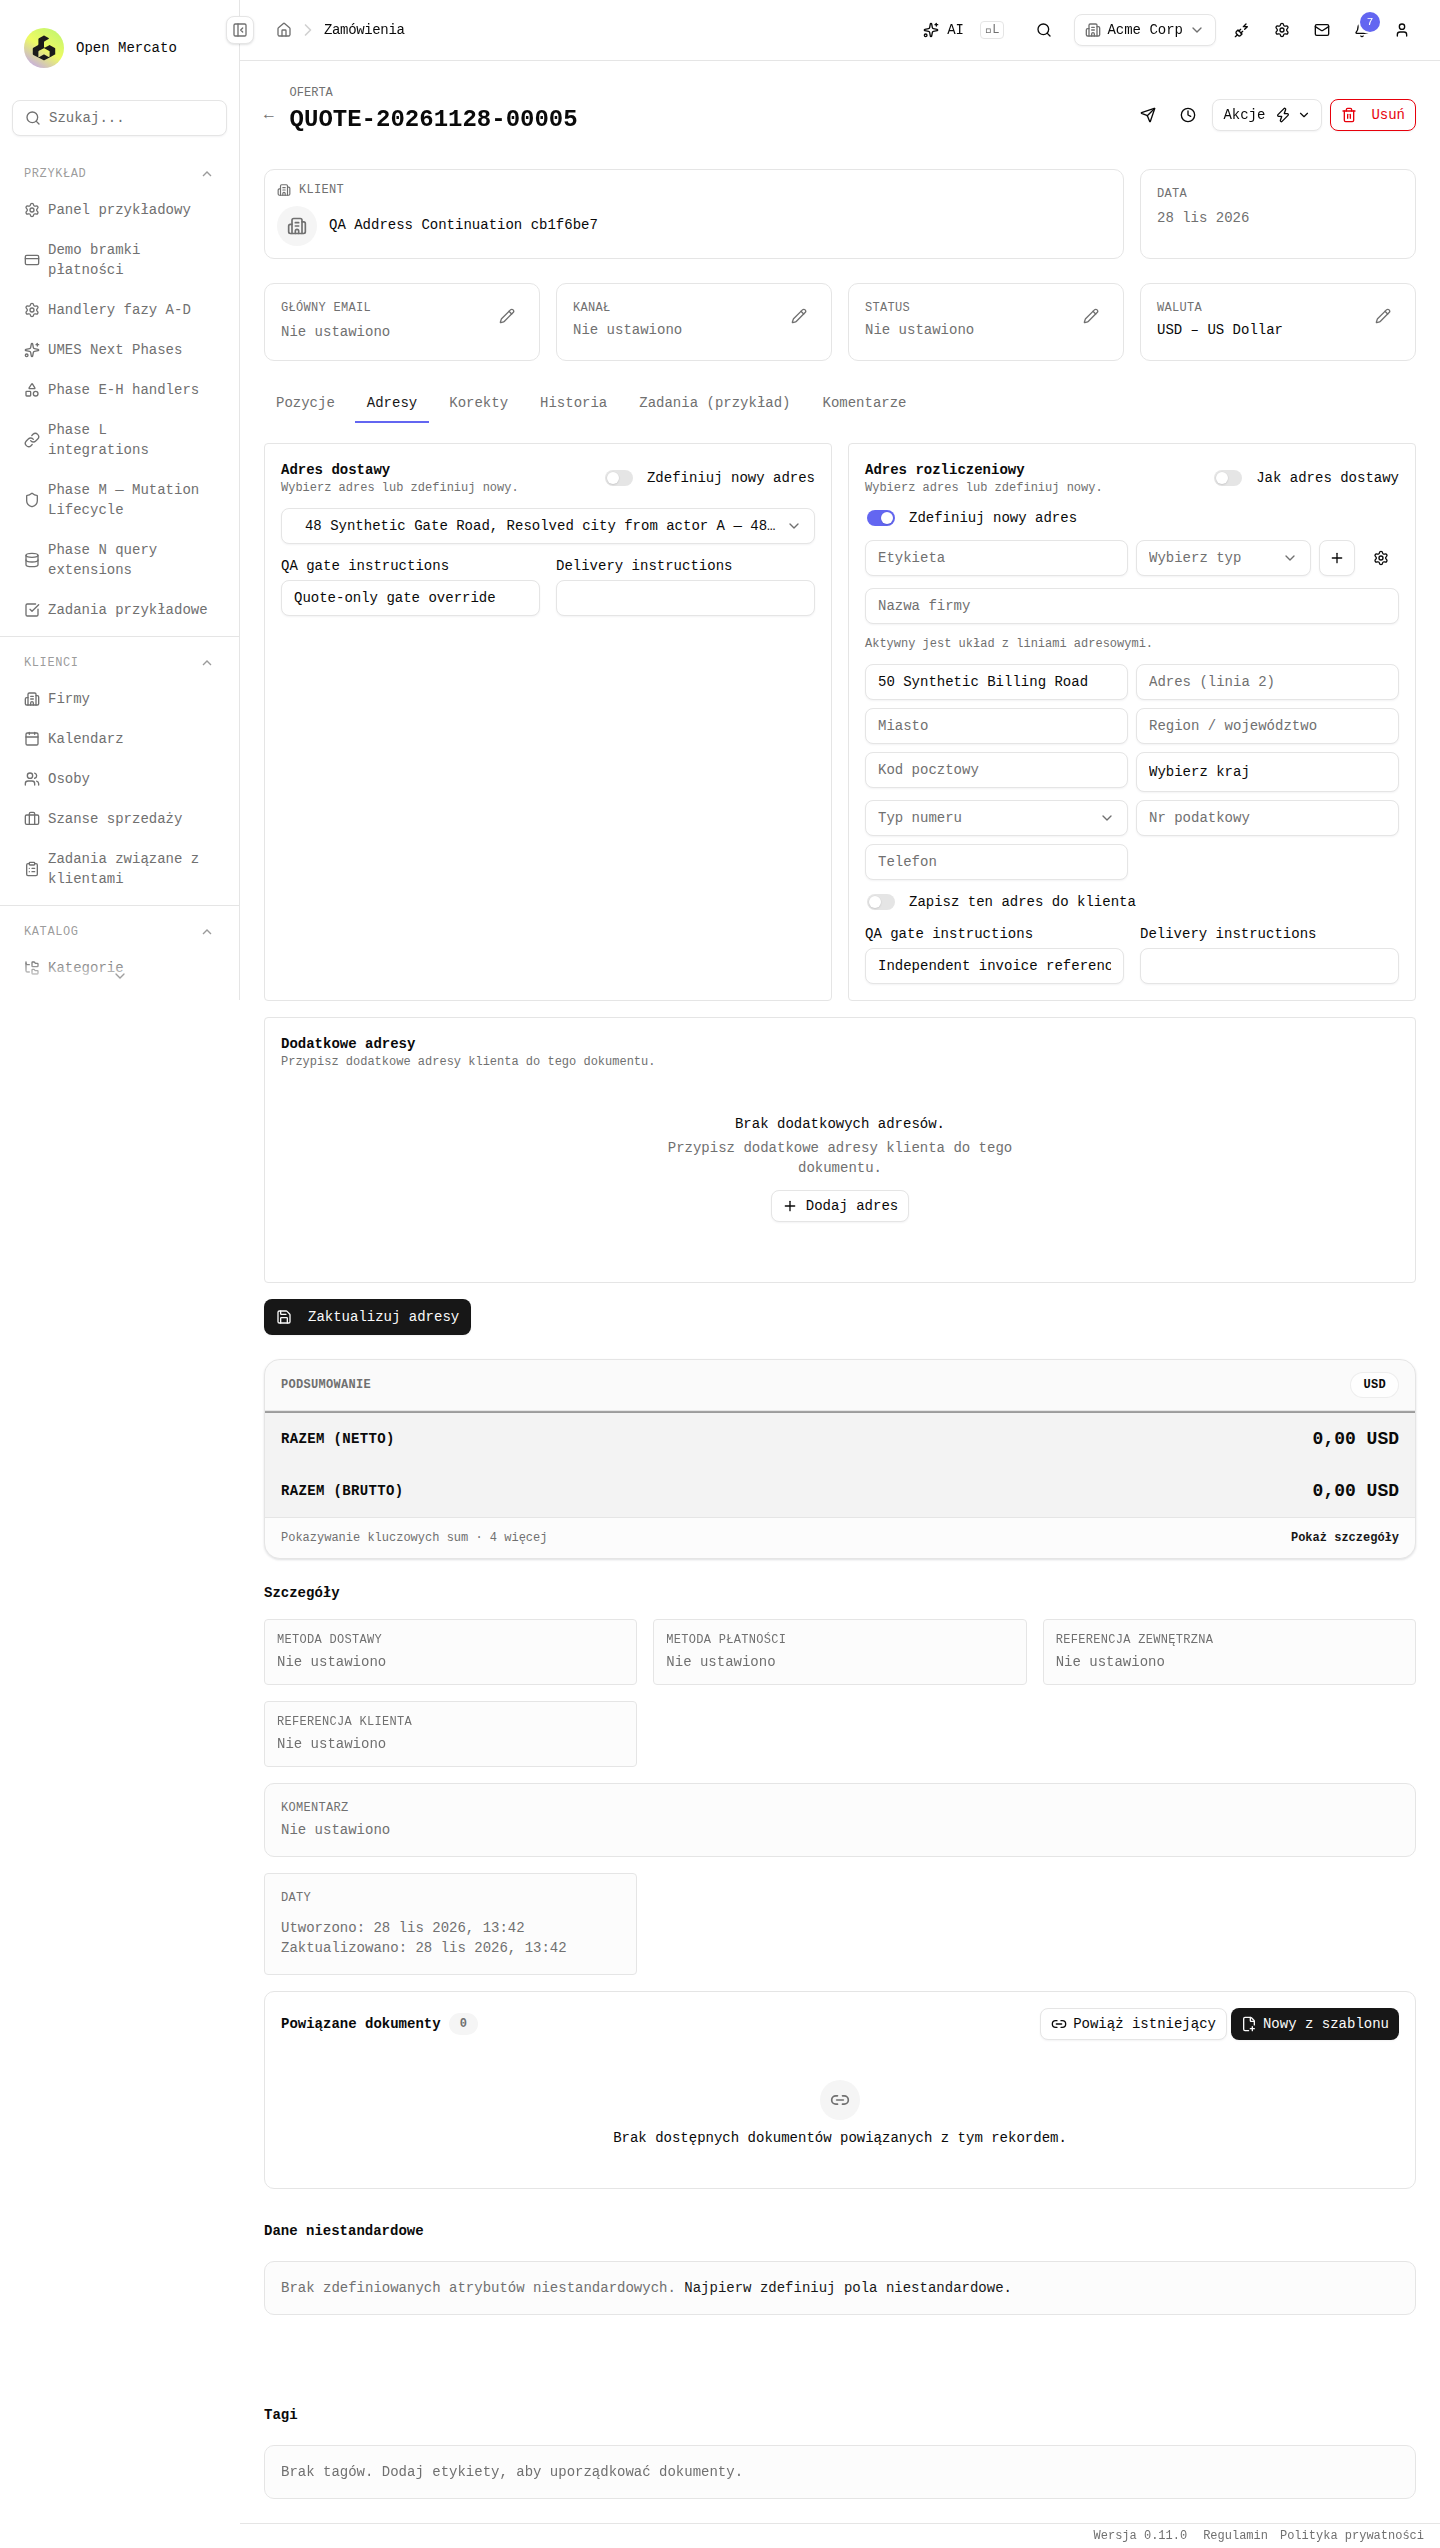 Open Mercato
Szukaj...
PRZYKŁAD
Panel przykładowy
Demo bramki
płatności
Handlery fazy A-D
UMES Next Phases
Phase E-H handlers
Phase L
integrations
Phase M — Mutation
Lifecycle
Phase N query
extensions
Zadania przykładowe
KLIENCI
Firmy
Kalendarz
Osoby
Szanse sprzedaży
Zadania związane z
klientami
KATALOG
Kategorie
Zamówienia
AI
L
Acme Corp
7
OFERTA
← QUOTE-20261128-00005
Akcje
Usuń
KLIENT
QA Address Continuation cb1f6be7
DATA
28 lis 2026
GŁÓWNY EMAIL
Nie ustawiono
KANAŁ
Nie ustawiono
STATUS
Nie ustawiono
WALUTA
USD – US Dollar
Pozycje Adresy Korekty Historia Zadania (przykład) Komentarze
Adres dostawy
Wybierz adres lub zdefiniuj nowy.
Zdefiniuj nowy adres
48 Synthetic Gate Road, Resolved city from actor A — 48…
QA gate instructions Delivery instructions
Quote-only gate override
Adres rozliczeniowy
Wybierz adres lub zdefiniuj nowy.
Jak adres dostawy
Zdefiniuj nowy adres
Etykieta Wybierz typ
Nazwa firmy
Aktywny jest układ z liniami adresowymi.
50 Synthetic Billing Road Adres (linia 2)
Miasto Region / województwo
Kod pocztowy Wybierz kraj
Typ numeru Nr podatkowy
Telefon
Zapisz ten adres do klienta
QA gate instructions Delivery instructions
Independent invoice referenc
Dodatkowe adresy
Przypisz dodatkowe adresy klienta do tego dokumentu.
Brak dodatkowych adresów.
Przypisz dodatkowe adresy klienta do tego
dokumentu.
Dodaj adres
Zaktualizuj adresy
PODSUMOWANIE USD
RAZEM (NETTO) 0,00 USD
RAZEM (BRUTTO) 0,00 USD
Pokazywanie kluczowych sum · 4 więcej Pokaż szczegóły
Szczegóły
METODA DOSTAWY
Nie ustawiono
METODA PŁATNOŚCI
Nie ustawiono
REFERENCJA ZEWNĘTRZNA
Nie ustawiono
REFERENCJA KLIENTA
Nie ustawiono
KOMENTARZ
Nie ustawiono
DATY
Utworzono: 28 lis 2026, 13:42
Zaktualizowano: 28 lis 2026, 13:42
Powiązane dokumenty 0
Powiąż istniejący
Nowy z szablonu
Brak dostępnych dokumentów powiązanych z tym rekordem.
Dane niestandardowe
Brak zdefiniowanych atrybutów niestandardowych. Najpierw zdefiniuj pola niestandardowe.
Tagi
Brak tagów. Dodaj etykiety, aby uporządkować dokumenty.
Wersja 0.11.0 Regulamin Polityka prywatności